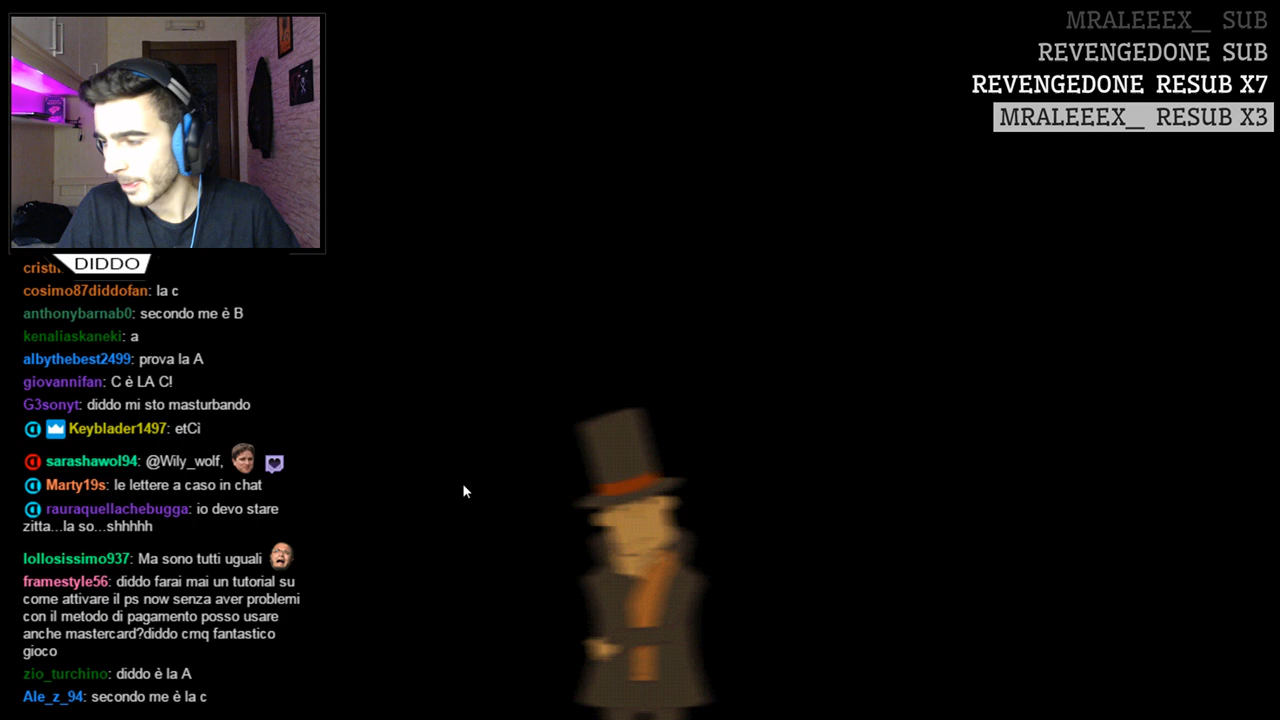 MRALEEEX_ SUB
REVENGEDONE SUB
REVENGEDONE RESUB X7
MRALEEEX_ RESUB X3
DIDDO
cosimo87diddofan: la c
anthonybarnab0: secondo me è B
kenaliaskaneki: a
albythebest2499: prova la A
giovannifan: C è LA C!
G3sonyt: diddo mi sto masturbando
Keyblader1497: etCì
sarashawol94: @Wily_wolf,
Marty19s: le lettere a caso in chat
rauraquellachebugga: io devo stare
zitta...la so...shhhhh
lollosissimo937: Ma sono tutti uguali
framestyle56: diddo farai mai un tutorial su
come attivare il ps now senza aver problemi
con il metodo di pagamento posso usare
anche mastercard?diddo cmq fantastico
gioco
zio_turchino: diddo è la A
Ale_z_94: secondo me è la c